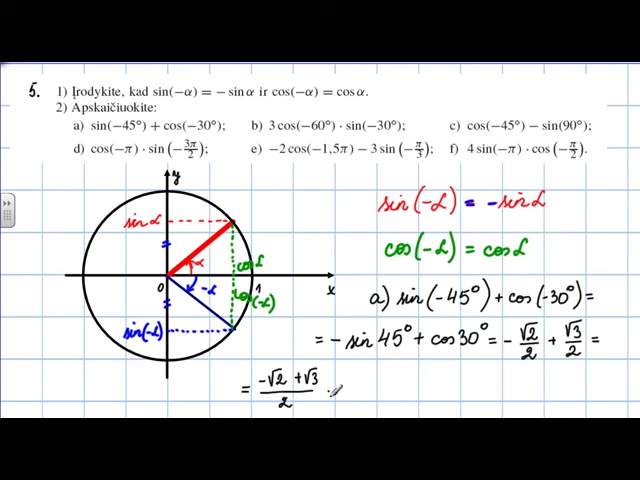 5. 1) Įrodykite, kad sin(−α) = − sin α ir cos(−α) = cos α.
2) Apskaičiuokite:
a) sin(−45°) + cos(−30°); b) 3 cos(−60°) · sin(−30°); c) cos(−45°) − sin(90°);
d) cos(−π) · sin(−3π/2); e) −2 cos(−1,5π) − 3 sin(−π/3); f) 4 sin(−π) · cos(−π/2).
y
sin α
α
cos α
0
1
x
-α
cos(-α)
sin(-α)
sin(-α) = -sin α
cos(-α) = cos α
a) sin(-45°) + cos(-30°) =
= - sin 45° + cos 30° = - √2/2 + √3/2 =
= (-√2 + √3)/2 .